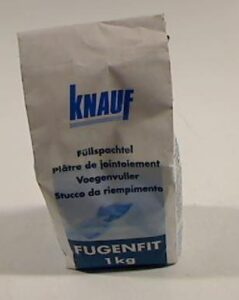 KNAUF
Füllspachtel
Plâtre de jointoiement
Voegenvuller
Stucco da riempimento
FUGENFIT
1kg